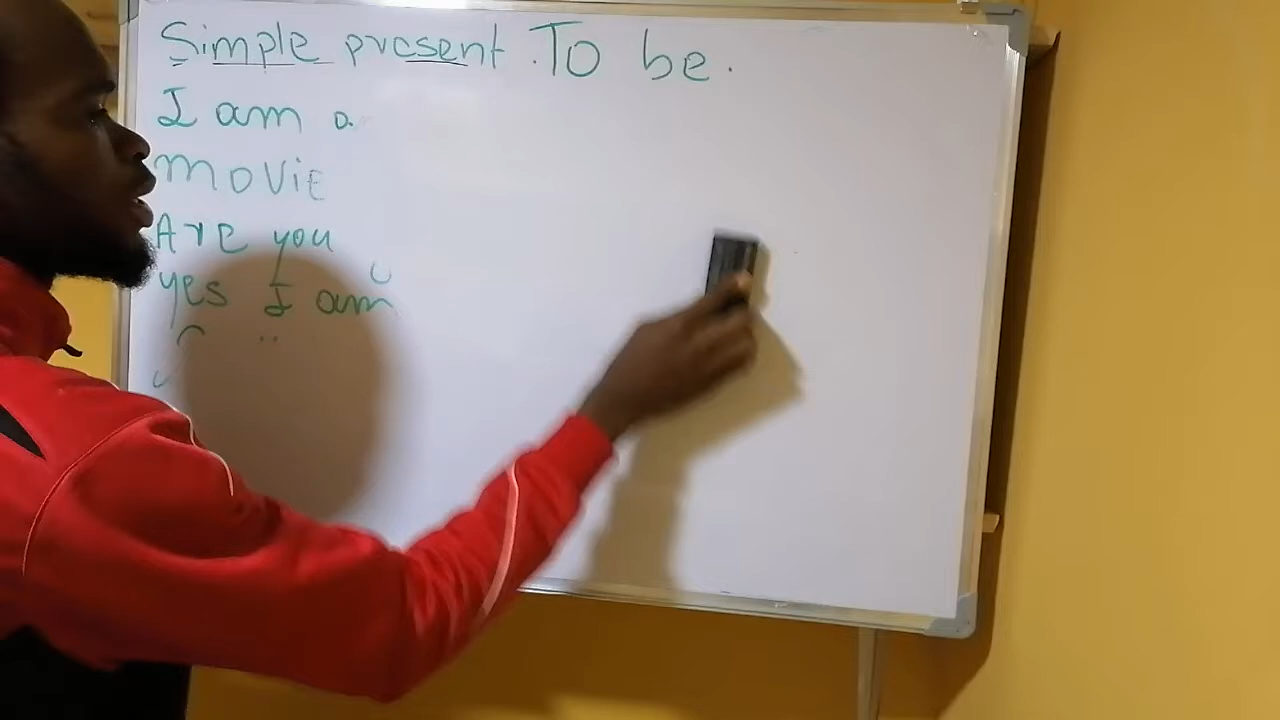 Simple present . To be .
I am a
movie
Are you
yes I am